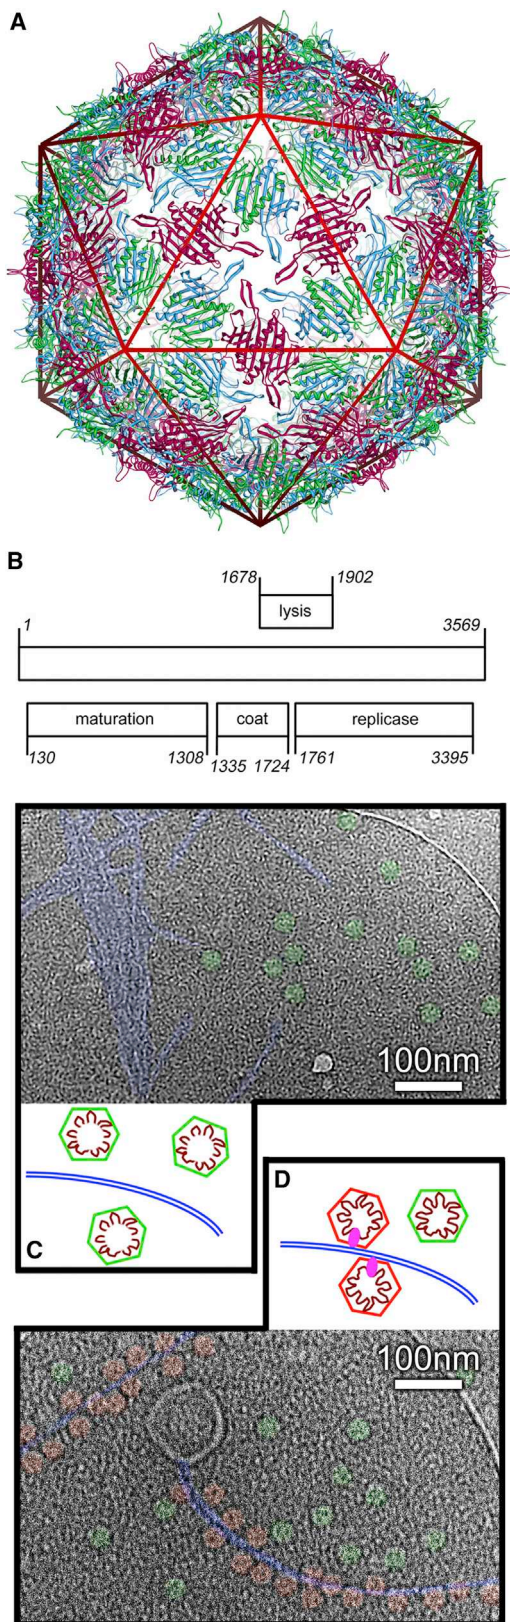 A
B
1678 1902
lysis
1 3569
maturation coat replicase
130 1308 1335 1724 1761 3395
100nm
C
D
100nm